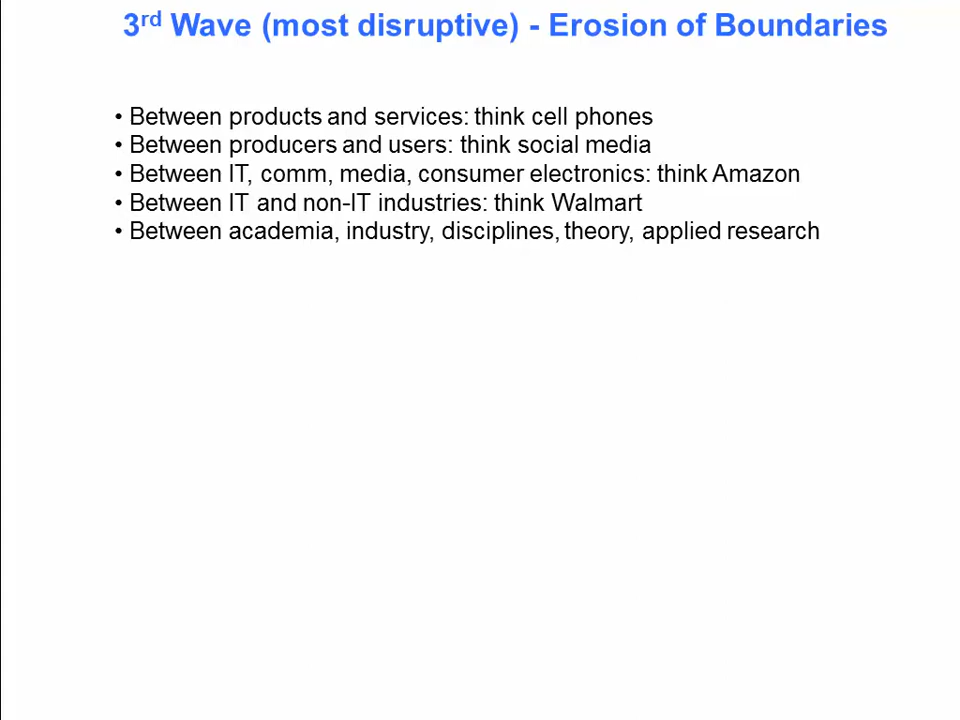 3rd Wave (most disruptive) - Erosion of Boundaries
• Between products and services: think cell phones
• Between producers and users: think social media
• Between IT, comm, media, consumer electronics: think Amazon
• Between IT and non-IT industries: think Walmart
• Between academia, industry, disciplines, theory, applied research